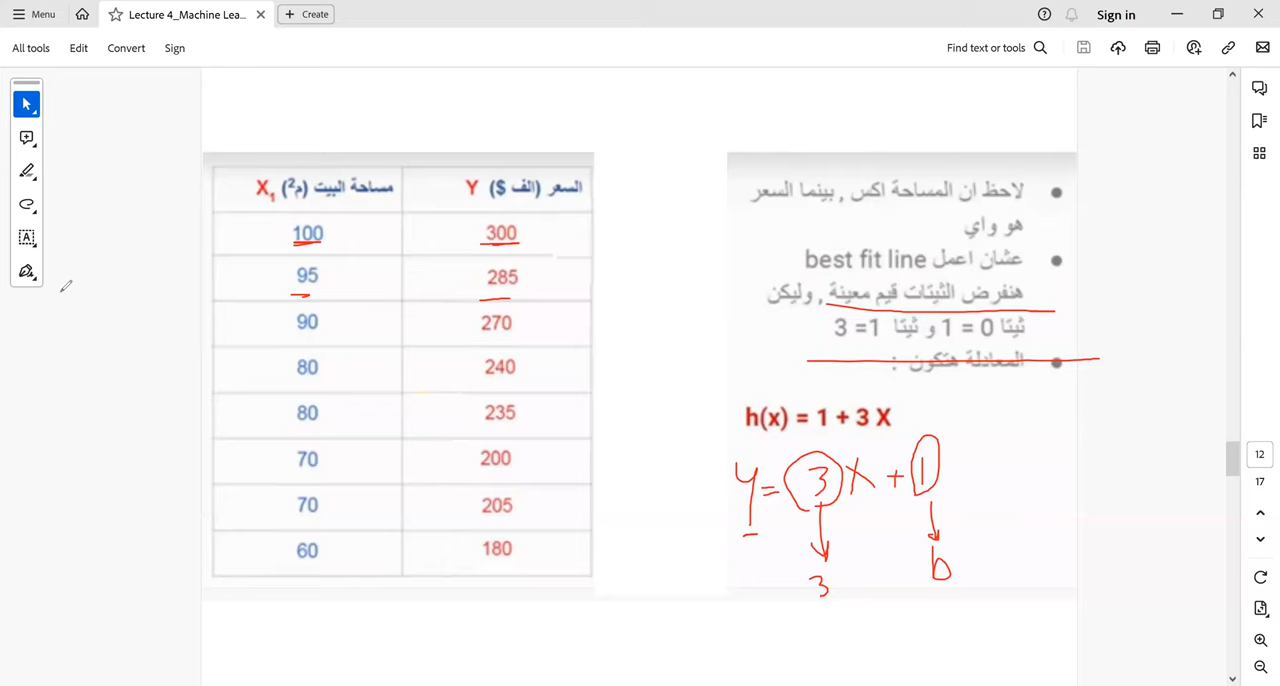 Menu
Lecture 4_Machine Lea...
Create
Sign in
All tools
Edit
Convert
Sign
Find text or tools
مساحة البيت (م²) X₁
السعر (الف $) Y
100
300
95
285
90
270
80
240
80
235
70
200
70
205
60
180
لاحظ ان المساحة اكس , بينما السعر
هو واي
عشان اعمل best fit line
هنفرض الثيتات قيم معينة , وليكن
ثيتا 0 = 1 و ثيتا 1= 3
المعادلة هتكون :
h(x) = 1 + 3 X
y = 3 X + 1
3
b
12
17